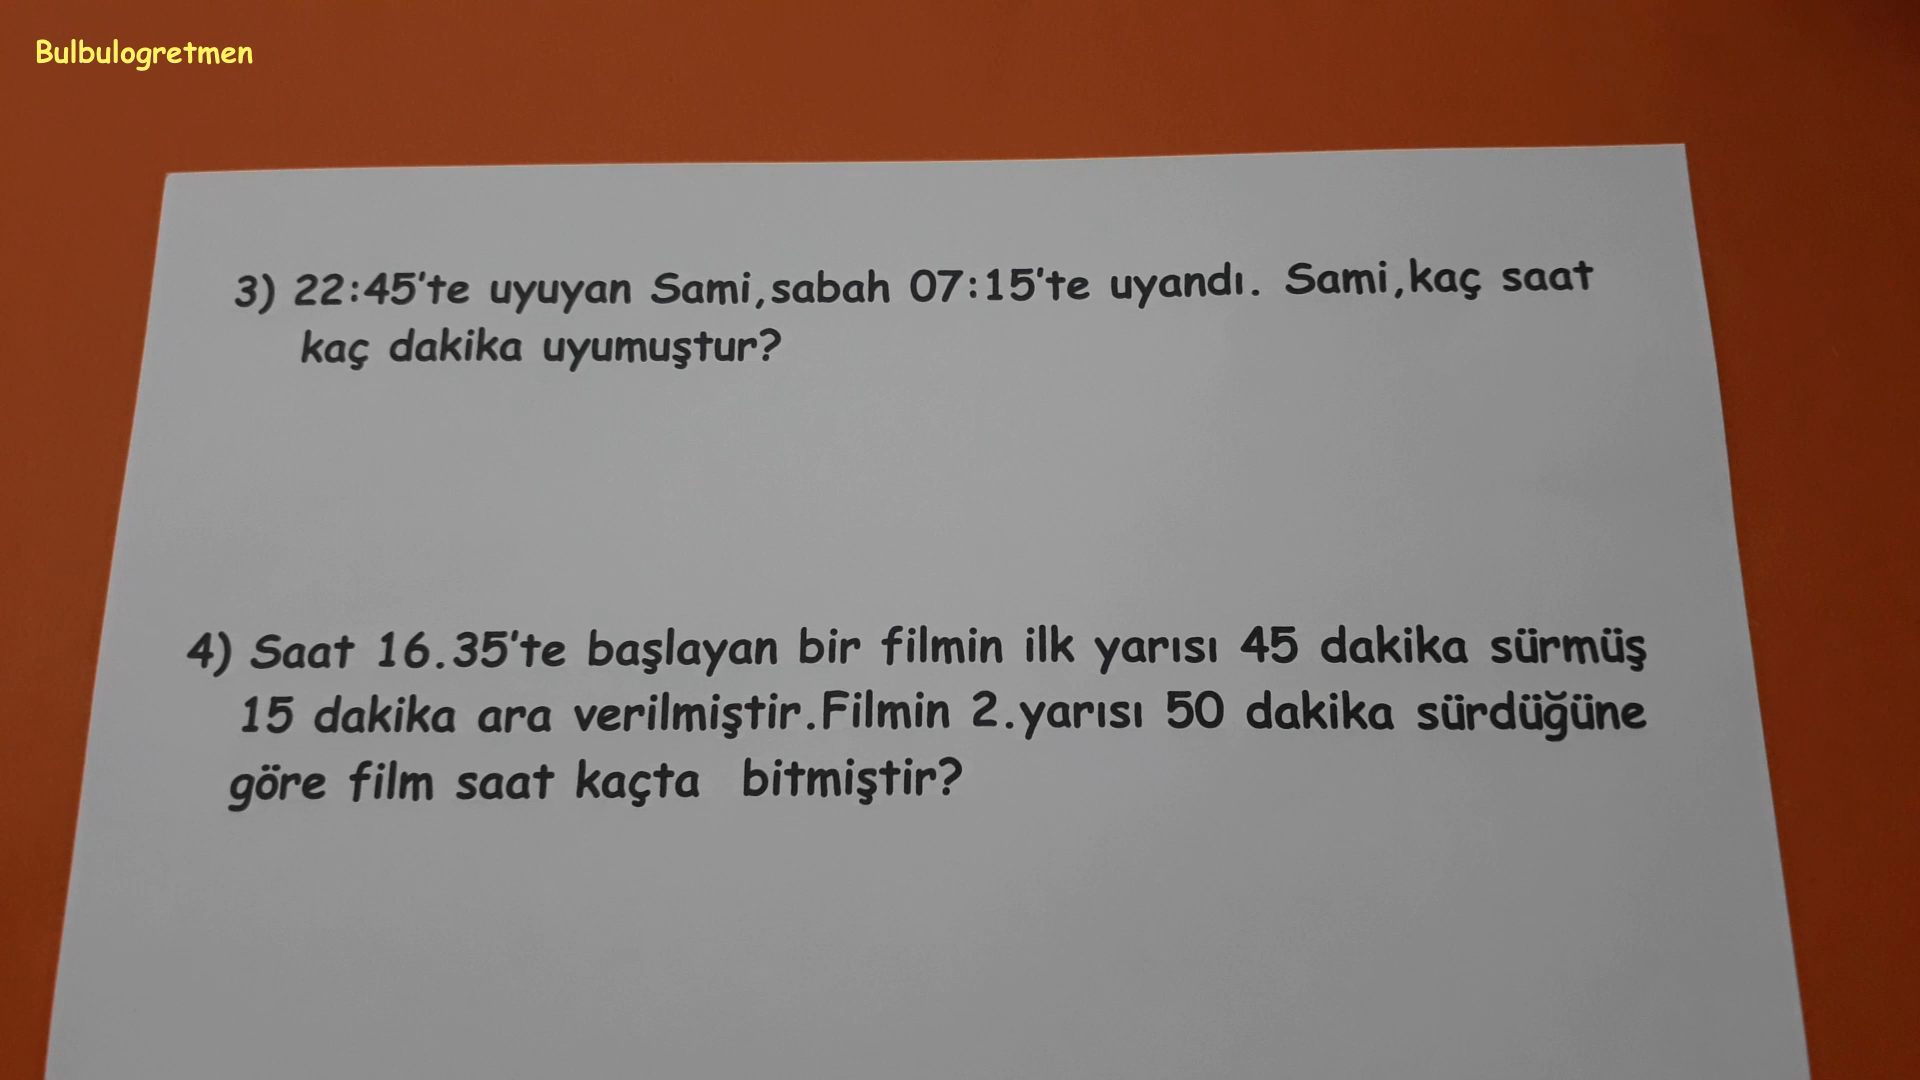 Bulbulogretmen
3) 22:45'te uyuyan Sami,sabah 07:15'te uyandı. Sami,kaç saat
kaç dakika uyumuştur?
4) Saat 16.35'te başlayan bir filmin ilk yarısı 45 dakika sürmüş
15 dakika ara verilmiştir.Filmin 2.yarısı 50 dakika sürdüğüne
göre film saat kaçta bitmiştir?